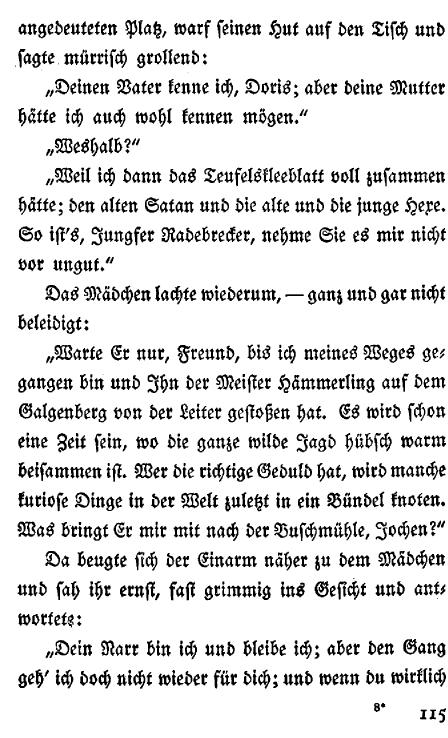 angedeuteten Platz, warf seinen Hut auf den Tisch und
sagte mürrisch grollend:
„Deinen Vater kenne ich, Doris; aber deine Mutter
hätte ich auch wohl kennen mögen.“
„Weshalb?“
„Weil ich dann das Teufelskleeblatt voll zusammen
hätte; den alten Satan und die alte und die junge Hexe.
So ist's, Jungfer Radebrecker, nehme Sie es mir nicht
vor ungut.“
Das Mädchen lachte wiederum, — ganz und gar nicht
beleidigt:
„Warte Er nur, Freund, bis ich meines Weges ge-
gangen bin und Ihn der Meister Hämmerling auf dem
Galgenberg von der Leiter gestoßen hat. Es wird schon
eine Zeit sein, wo die ganze wilde Jagd hübsch warm
beisammen ist. Wer die richtige Geduld hat, wird manche
kuriose Dinge in der Welt zuletzt in ein Bündel knoten.
Was bringt Er mir mit nach der Buschmühle, Jochen?“
Da beugte sich der Einarm näher zu dem Mädchen
und sah ihr ernst, fast grimmig ins Gesicht und ant-
wortete:
„Dein Narr bin ich und bleibe ich; aber den Gang
geh' ich doch nicht wieder für dich; und wenn du wirklich
8*
115